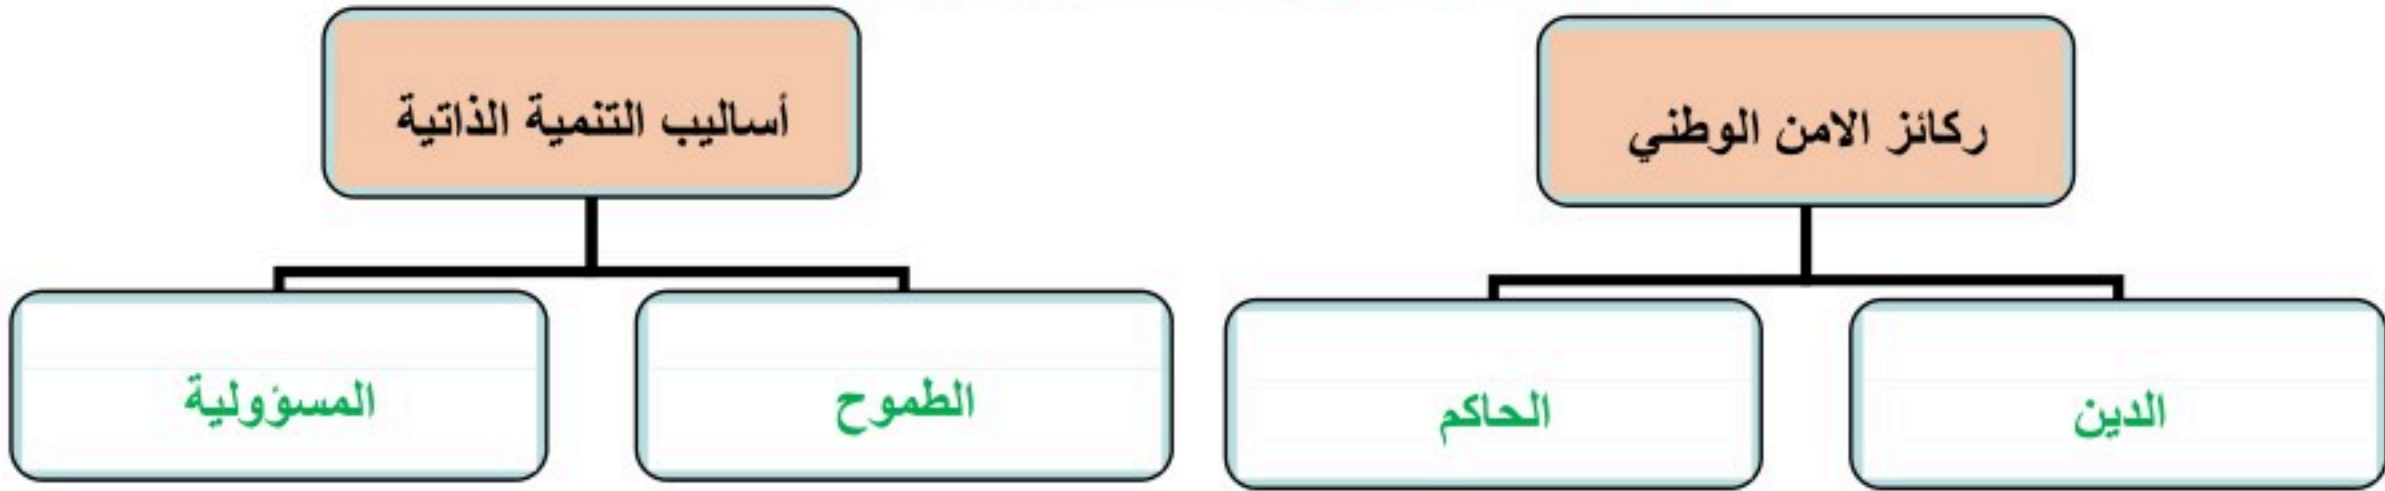 ركائز الامن الوطني
أساليب التنمية الذاتية
الدين
الحاكم
الطموح
المسؤولية